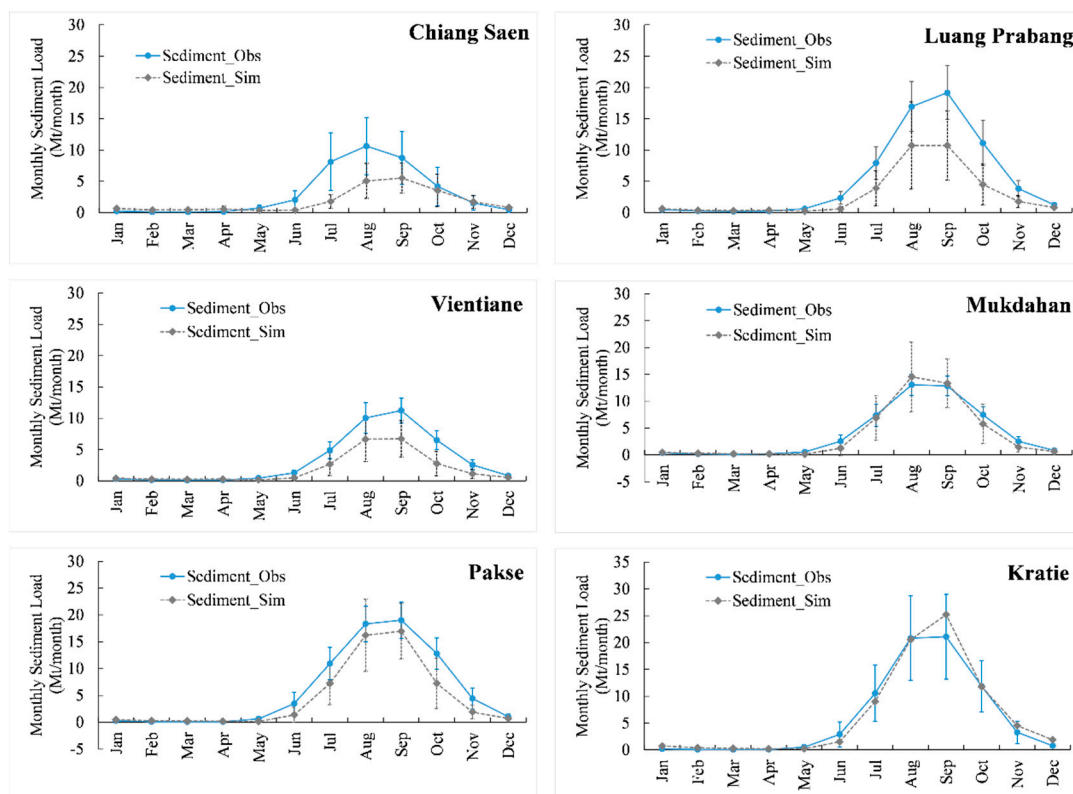 Chiang Saen
Sediment_Obs
Sediment_Sim
Monthly Sediment Load
(Mt/month)
30
25
20
15
10
5
0
Jan
Feb
Mar
Apr
May
Jun
Jul
Aug
Sep
Oct
Nov
Dec
Luang Prabang
Sediment_Obs
Sediment_Sim
Monthly Sediment Load
(Mt/month)
30
25
20
15
10
5
0
Jan
Feb
Mar
Apr
May
Jun
Jul
Aug
Sep
Oct
Nov
Dec
Vientiane
Sediment_Obs
Sediment_Sim
Monthly Sediment Load
(Mt/month)
30
25
20
15
10
5
0
Jan
Feb
Mar
Apr
May
Jun
Jul
Aug
Sep
Oct
Nov
Dec
Mukdahan
Sediment_Obs
Sediment_Sim
Monthly Sediment Load
(Mt/month)
30
25
20
15
10
5
0
-5
Jan
Feb
Mar
Apr
May
Jun
Jul
Aug
Sep
Oct
Nov
Dec
Pakse
Sediment_Obs
Sediment_Sim
Monthly Sediment Load
(Mt/month)
30
25
20
15
10
5
0
-5
Jan
Feb
Mar
Apr
May
Jun
Jul
Aug
Sep
Oct
Nov
Dec
Kratie
Sediment_Obs
Sediment_Sim
Monthly Sediment Load
(Mt/month)
35
30
25
20
15
10
5
0
Jan
Feb
Mar
Apr
May
Jun
Jul
Aug
Sep
Oct
Nov
Dec